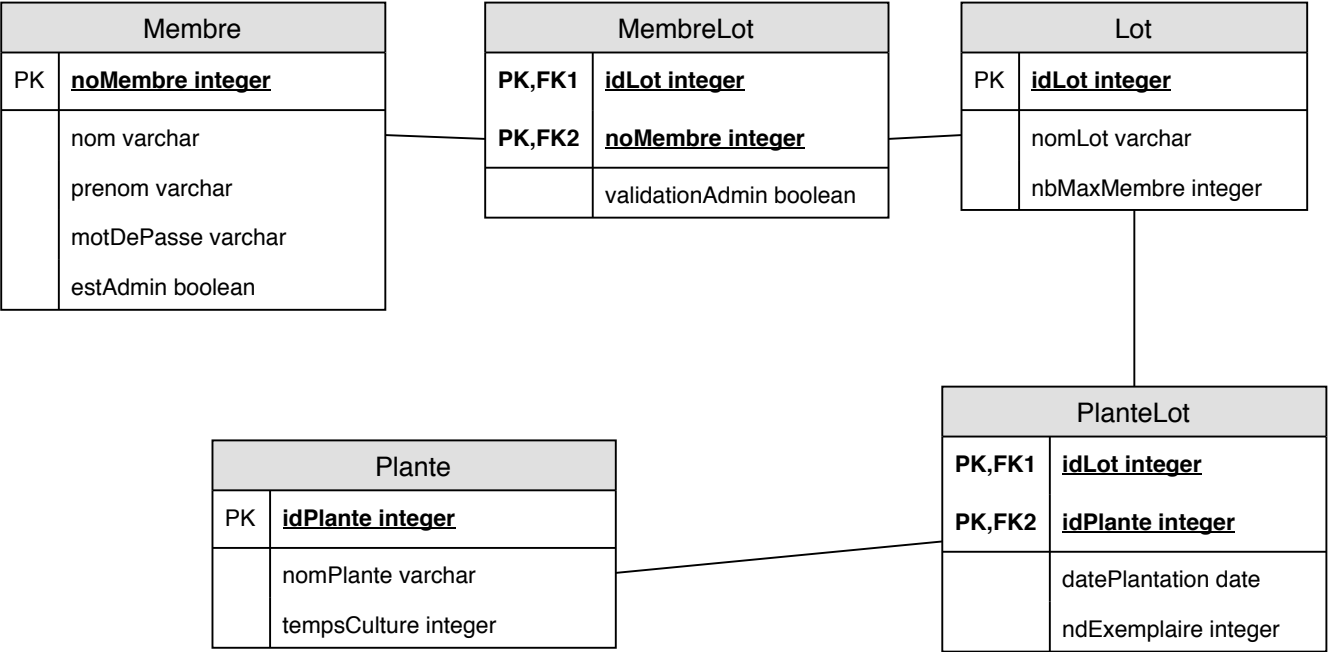 Membre
PK noMembre integer
nom varchar
prenom varchar
motDePasse varchar
estAdmin boolean
MembreLot
PK,FK1 idLot integer
PK,FK2 noMembre integer
validationAdmin boolean
Lot
PK idLot integer
nomLot varchar
nbMaxMembre integer
Plante
PK idPlante integer
nomPlante varchar
tempsCulture integer
PlanteLot
PK,FK1 idLot integer
PK,FK2 idPlante integer
datePlantation date
ndExemplaire integer